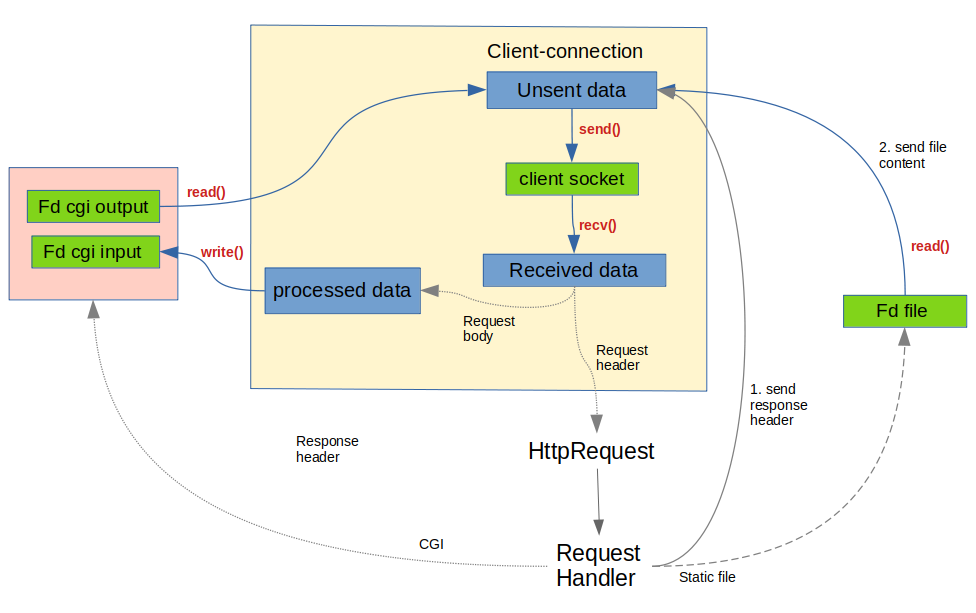 Client-connection
Unsent data
send()
2. send file
content
client socket
read()
Fd cgi output
recv()
write()
Fd cgi input
read()
Received data
processed data
Fd file
Request
body
Request
header
1. send
response
header
Response
header
HttpRequest
CGI
Request
Handler
Static file